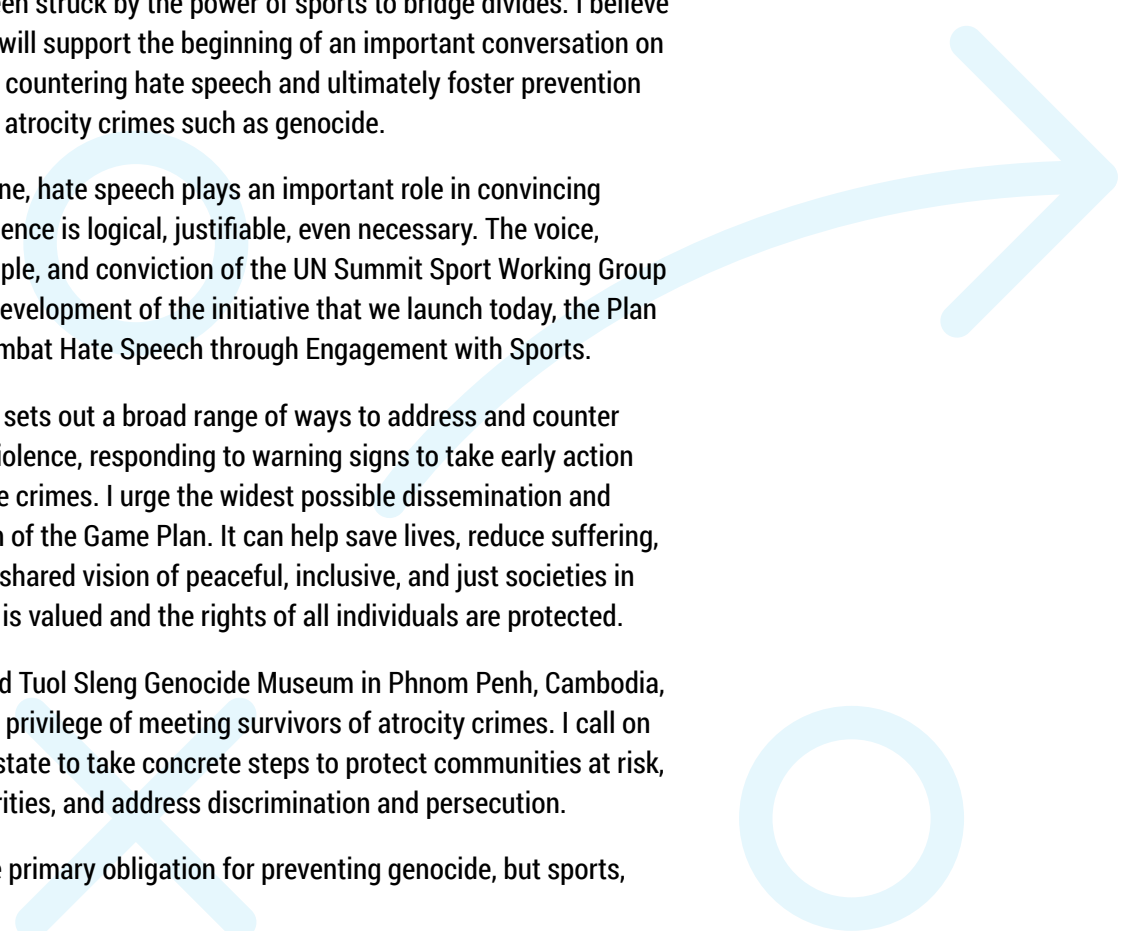 een struck by the power of sports to bridge divides. I believe
will support the beginning of an important conversation on
countering hate speech and ultimately foster prevention
atrocity crimes such as genocide.
ne, hate speech plays an important role in convincing
ence is logical, justifiable, even necessary. The voice,
ple, and conviction of the UN Summit Sport Working Group
evelopment of the initiative that we launch today, the Plan
mbat Hate Speech through Engagement with Sports.
sets out a broad range of ways to address and counter
iolence, responding to warning signs to take early action
e crimes. I urge the widest possible dissemination and
n of the Game Plan. It can help save lives, reduce suffering,
shared vision of peaceful, inclusive, and just societies in
is valued and the rights of all individuals are protected.
d Tuol Sleng Genocide Museum in Phnom Penh, Cambodia,
privilege of meeting survivors of atrocity crimes. I call on
state to take concrete steps to protect communities at risk,
rities, and address discrimination and persecution.
e primary obligation for preventing genocide, but sports,